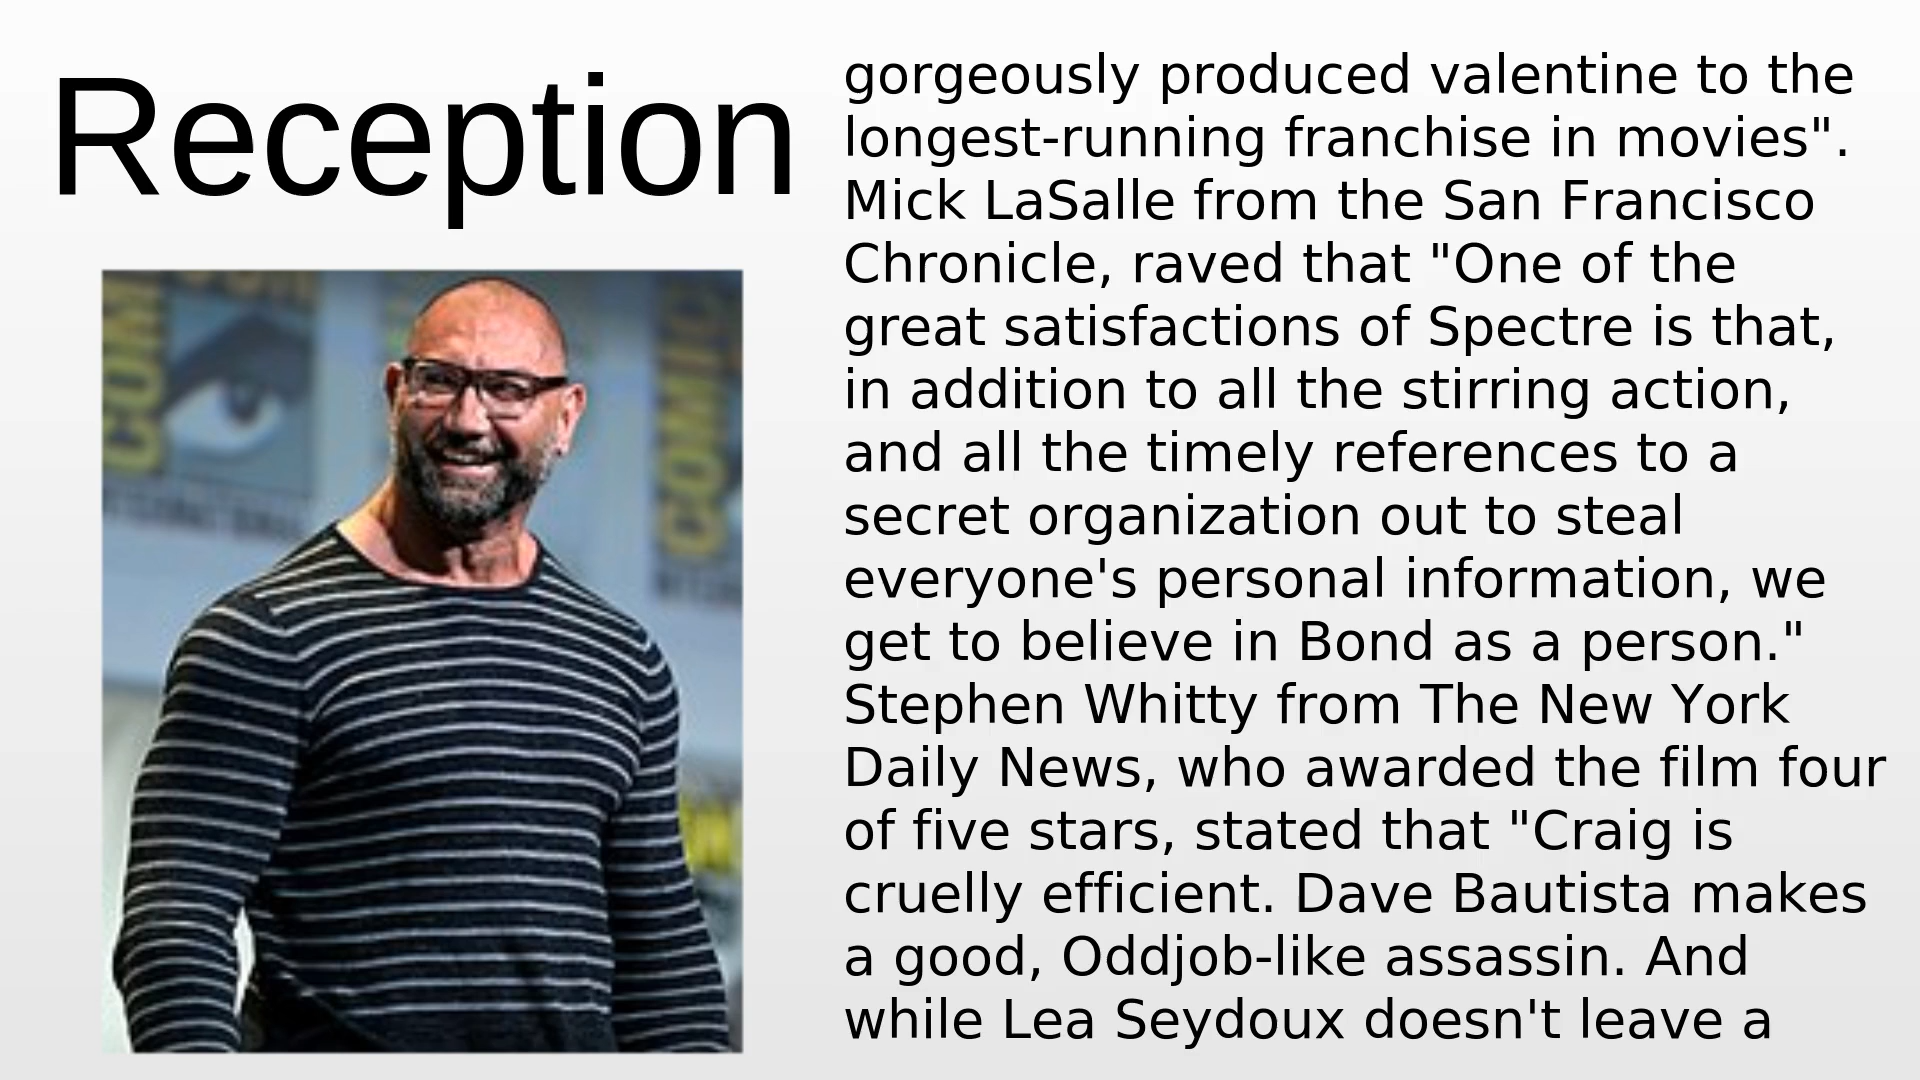 Reception
gorgeously produced valentine to the
longest-running franchise in movies".
Mick LaSalle from the San Francisco
Chronicle, raved that "One of the
great satisfactions of Spectre is that,
in addition to all the stirring action,
and all the timely references to a
secret organization out to steal
everyone's personal information, we
get to believe in Bond as a person."
Stephen Whitty from The New York
Daily News, who awarded the film four
of five stars, stated that "Craig is
cruelly efficient. Dave Bautista makes
a good, Oddjob-like assassin. And
while Lea Seydoux doesn't leave a